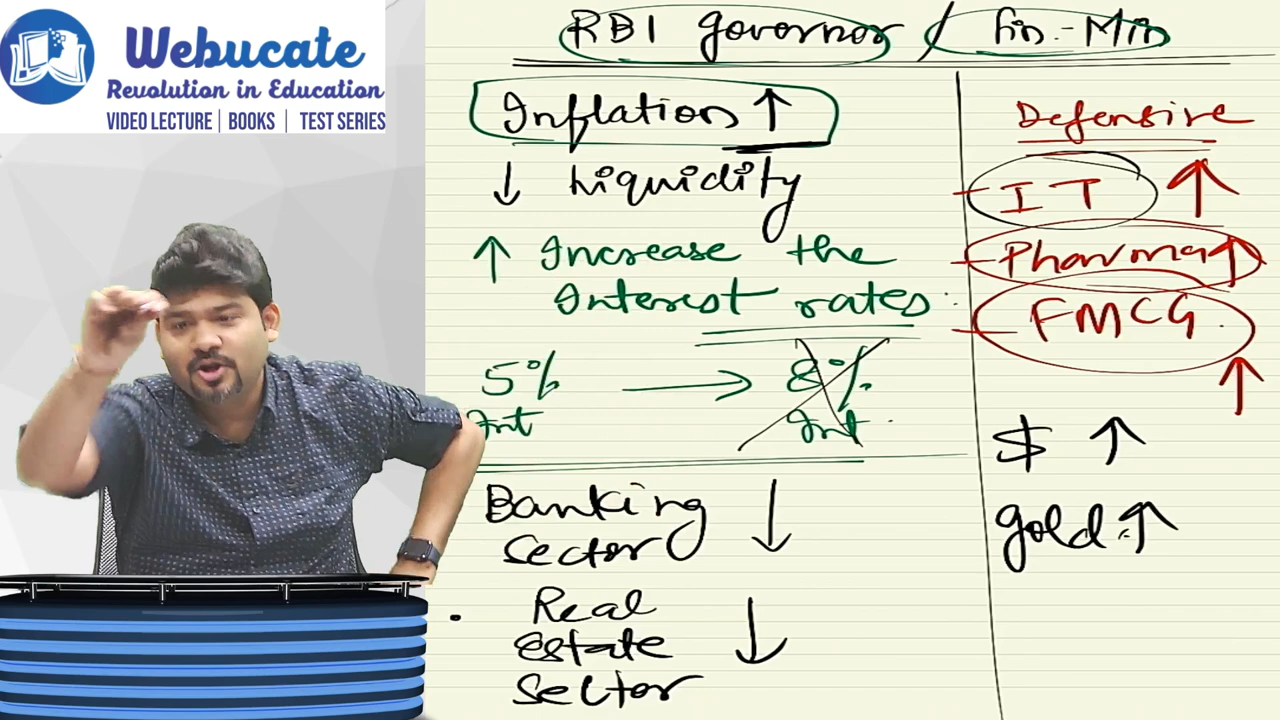 Webucate
Revolution in Education
VIDEO LECTURE | BOOKS | TEST SERIES
RBI governor / fin.-Min
Inflation ↑
↓ Liquidity
↑ Increase the
Interest rates
5% → 8%
Int Int
Banking ↓
Sector
Real
Estate ↓
Sector
Defensive
- IT ↑
- Pharma ↑
- FMCG ↑
$ ↑
gold ↑